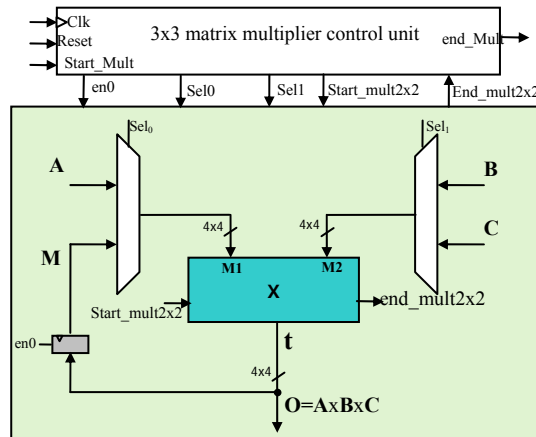 Clk
3x3 matrix multiplier control unit
end_Mult
Reset
Start_Mult
en0
Sel0
Sel1
Start_mult2x2
End_mult2x2
Sel0
Sel1
A
B
C
4x4
4x4
M
M1
M2
X
Start_mult2x2
end_mult2x2
en0
t
4x4
O=AxBxC